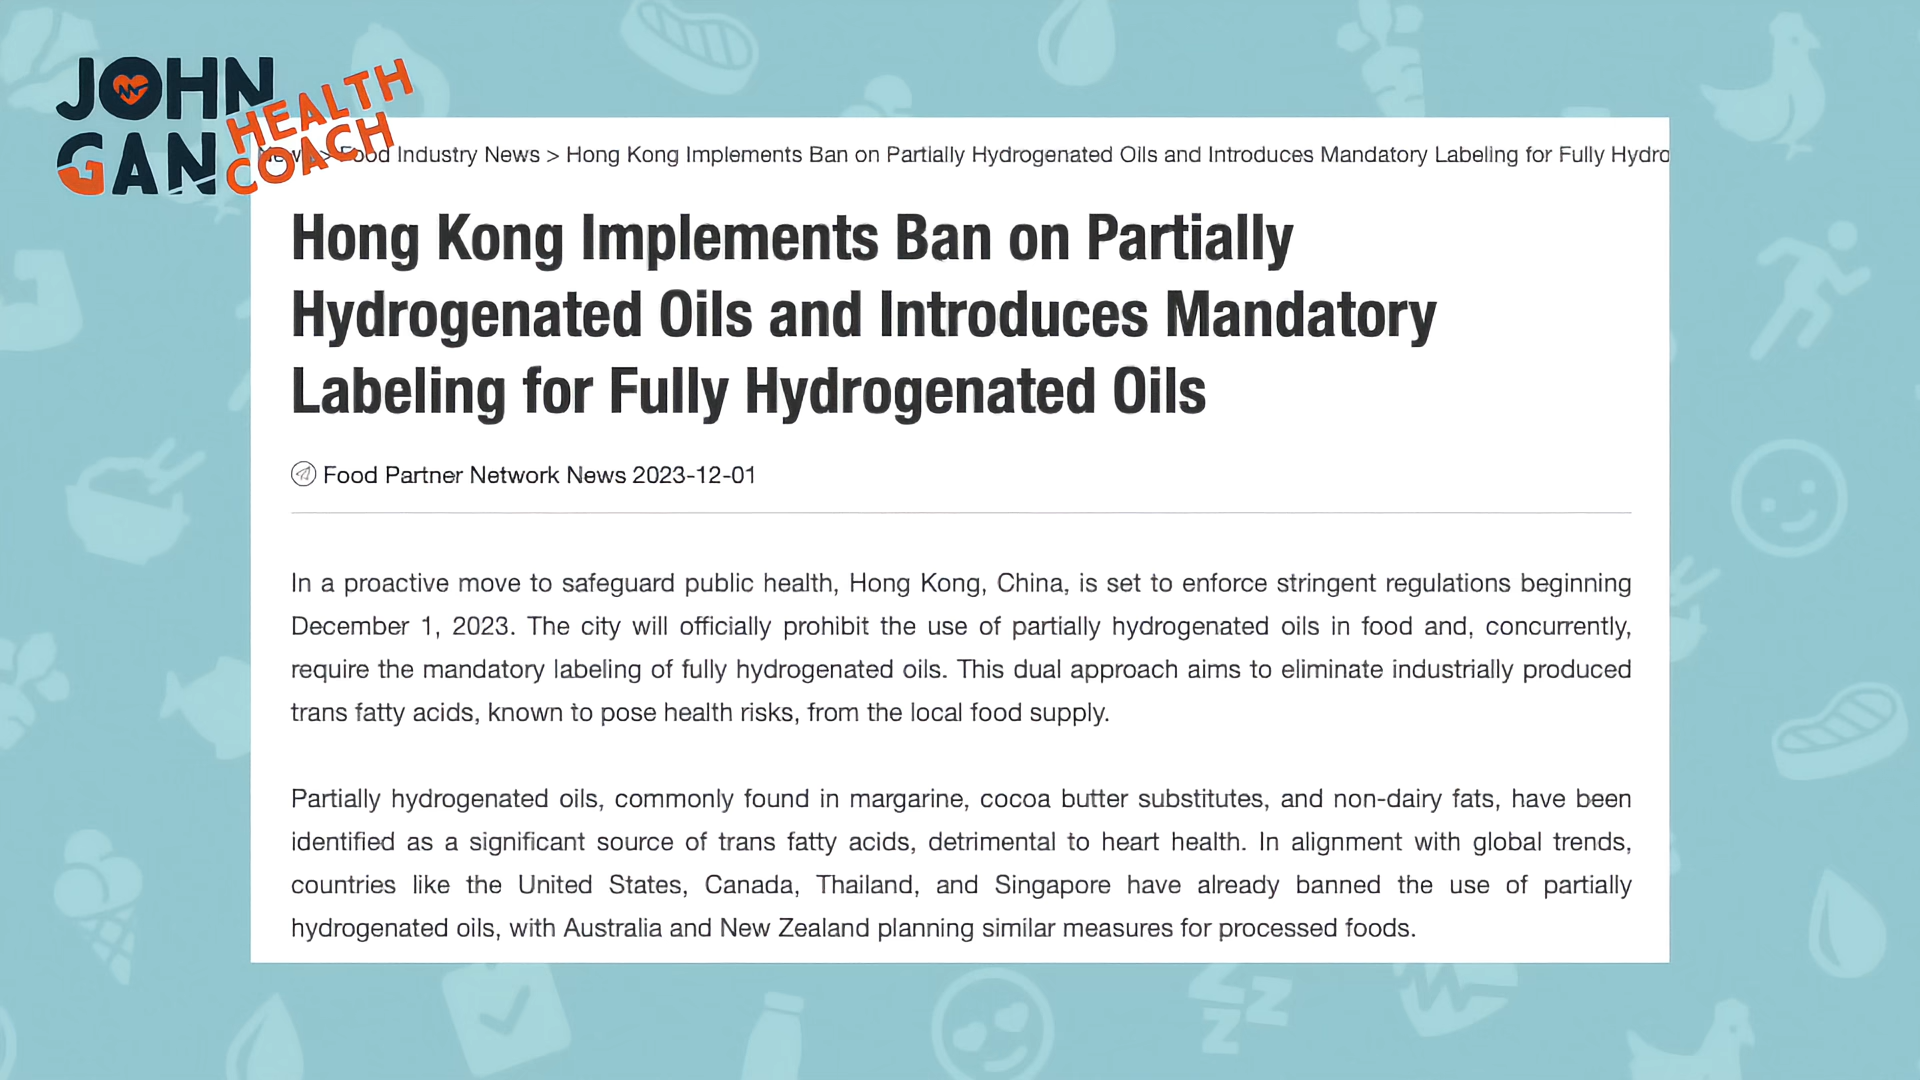 JOHN
GAN
HEALTH
COACH
News > Food Industry News > Hong Kong Implements Ban on Partially Hydrogenated Oils and Introduces Mandatory Labeling for Fully Hydro
Hong Kong Implements Ban on Partially
Hydrogenated Oils and Introduces Mandatory
Labeling for Fully Hydrogenated Oils
Food Partner Network News 2023-12-01
In a proactive move to safeguard public health, Hong Kong, China, is set to enforce stringent regulations beginning
December 1, 2023. The city will officially prohibit the use of partially hydrogenated oils in food and, concurrently,
require the mandatory labeling of fully hydrogenated oils. This dual approach aims to eliminate industrially produced
trans fatty acids, known to pose health risks, from the local food supply.
Partially hydrogenated oils, commonly found in margarine, cocoa butter substitutes, and non-dairy fats, have been
identified as a significant source of trans fatty acids, detrimental to heart health. In alignment with global trends,
countries like the United States, Canada, Thailand, and Singapore have already banned the use of partially
hydrogenated oils, with Australia and New Zealand planning similar measures for processed foods.
ZZ
Z